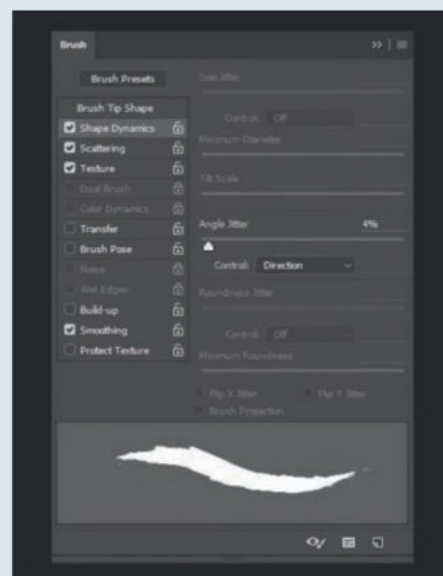 Brush
Brush Presets
Size Jitter
Brush Tip Shape
Control: Off
Shape Dynamics
Minimum Diameter
Scattering
Texture
Tilt Scale
Dual Brush
Color Dynamics
Transfer
Angle Jitter 4%
Brush Pose
Noise
Control: Direction
Wet Edges
Roundness Jitter
Build-up
Smoothing
Control: Off
Protect Texture
Minimum Roundness
Flip X Jitter Flip Y Jitter
Brush Projection